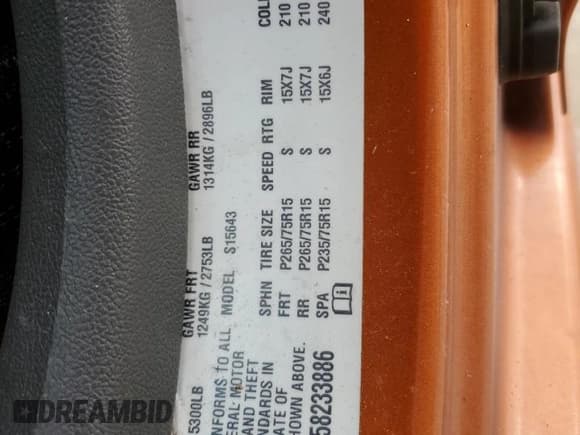 GAWR FRT GAWR RR
5300LB 1249KG / 2753LB 1314KG / 2896LB
NFORMS TO ALL MODEL S15643
ERAL MOTOR
AND THEFT
NDARDS IN
ATE OF
HOWN ABOVE.
58233886
SPHN TIRE SIZE SPEED RTG RIM COL
FRT P265/75R15 S 15X7J 210
RR P265/75R15 S 15X7J 210
SPA P235/75R15 S 15X6J 240
DREAMBID